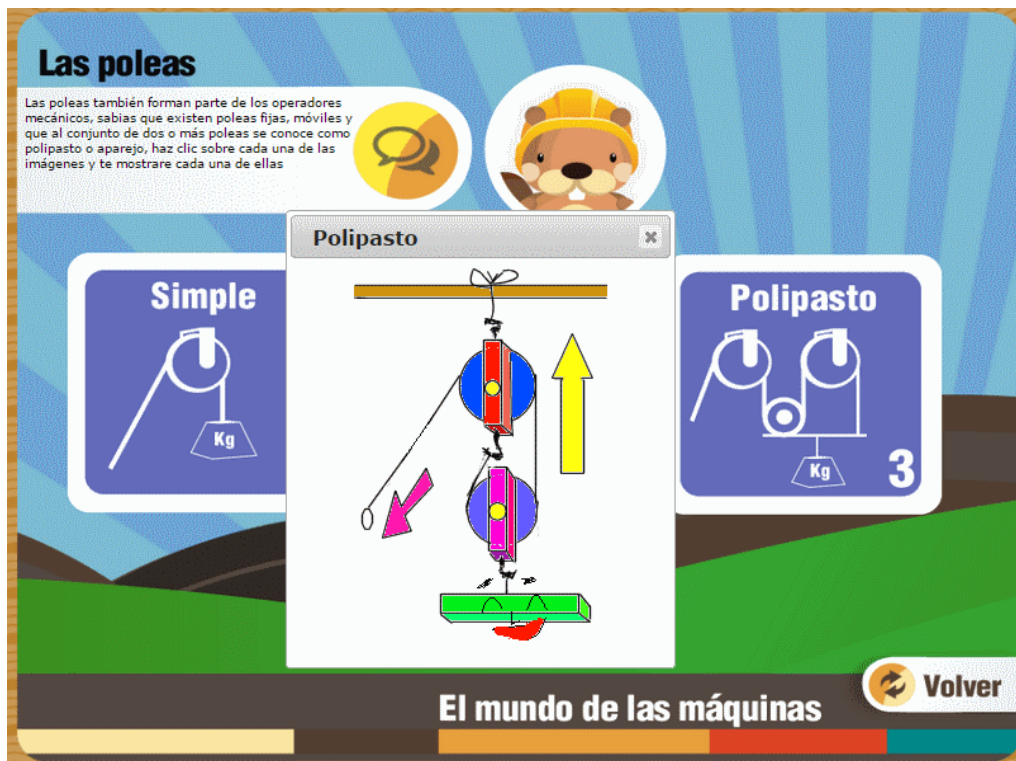 Las poleas
Las poleas también forman parte de los operadores
mecánicos, sabias que existen poleas fijas, móviles y
que al conjunto de dos o más poleas se conoce como
polipasto o aparejo, haz clic sobre cada una de las
imágenes y te mostrare cada una de ellas
Polipasto
Simple
Kg
Polipasto
Kg
3
Volver
El mundo de las máquinas